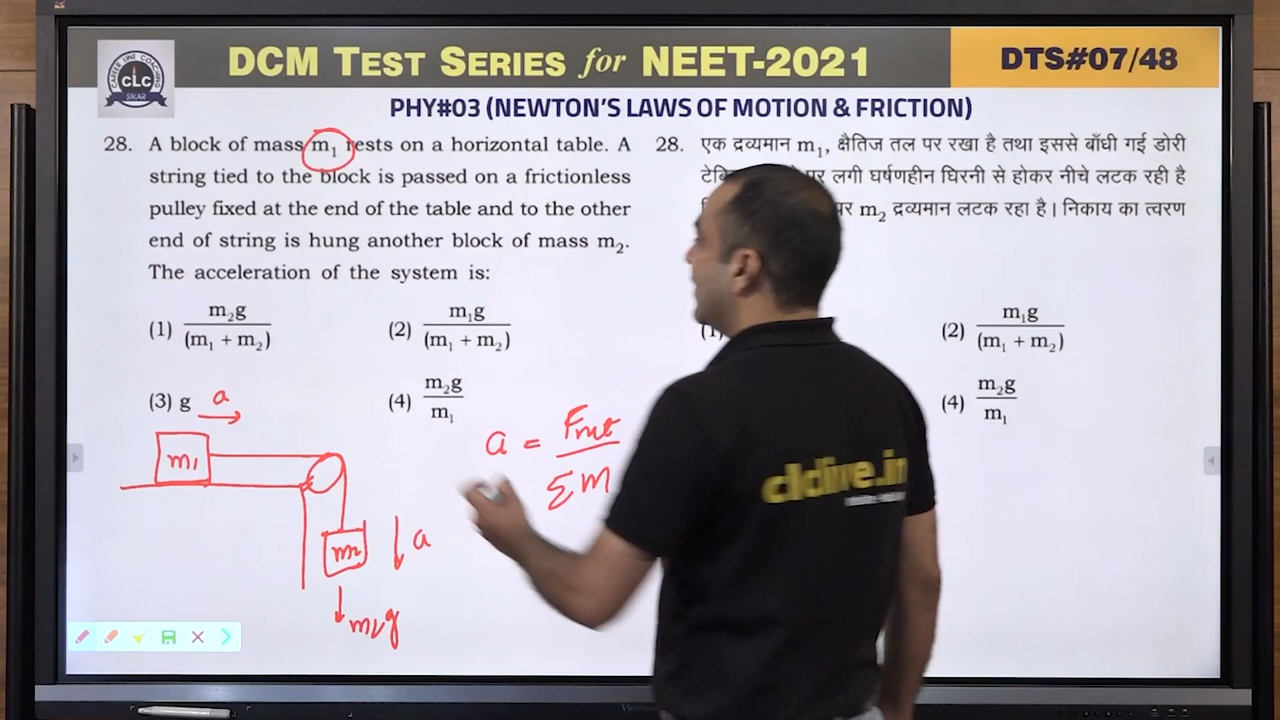 DCM TEST SERIES for NEET-2021
DTS#07/48
CAREER LINE COACHING
CLC
SIKAR
PHY#03 (NEWTON'S LAWS OF MOTION & FRICTION)
28. A block of mass m₁ rests on a horizontal table. A
string tied to the block is passed on a frictionless
pulley fixed at the end of the table and to the other
end of string is hung another block of mass m₂.
The acceleration of the system is:
(1) m₂g/(m₁ + m₂) (2) m₁g/(m₁ + m₂)
(3) g (4) m₂g/m₁
28. एक द्रव्यमान m₁, क्षैतिज तल पर रखा है तथा इससे बाँधी गई डोरी
पर लगी घर्षणहीन घिरनी से होकर नीचे लटक रही है
पर m₂ द्रव्यमान लटक रहा है। निकाय का त्वरण
(1) (2) m₁g/(m₁ + m₂)
(4) m₂g/m₁
a
m₁
m₂
a
m₂g
a = Fnet/ΣM
clclive.in